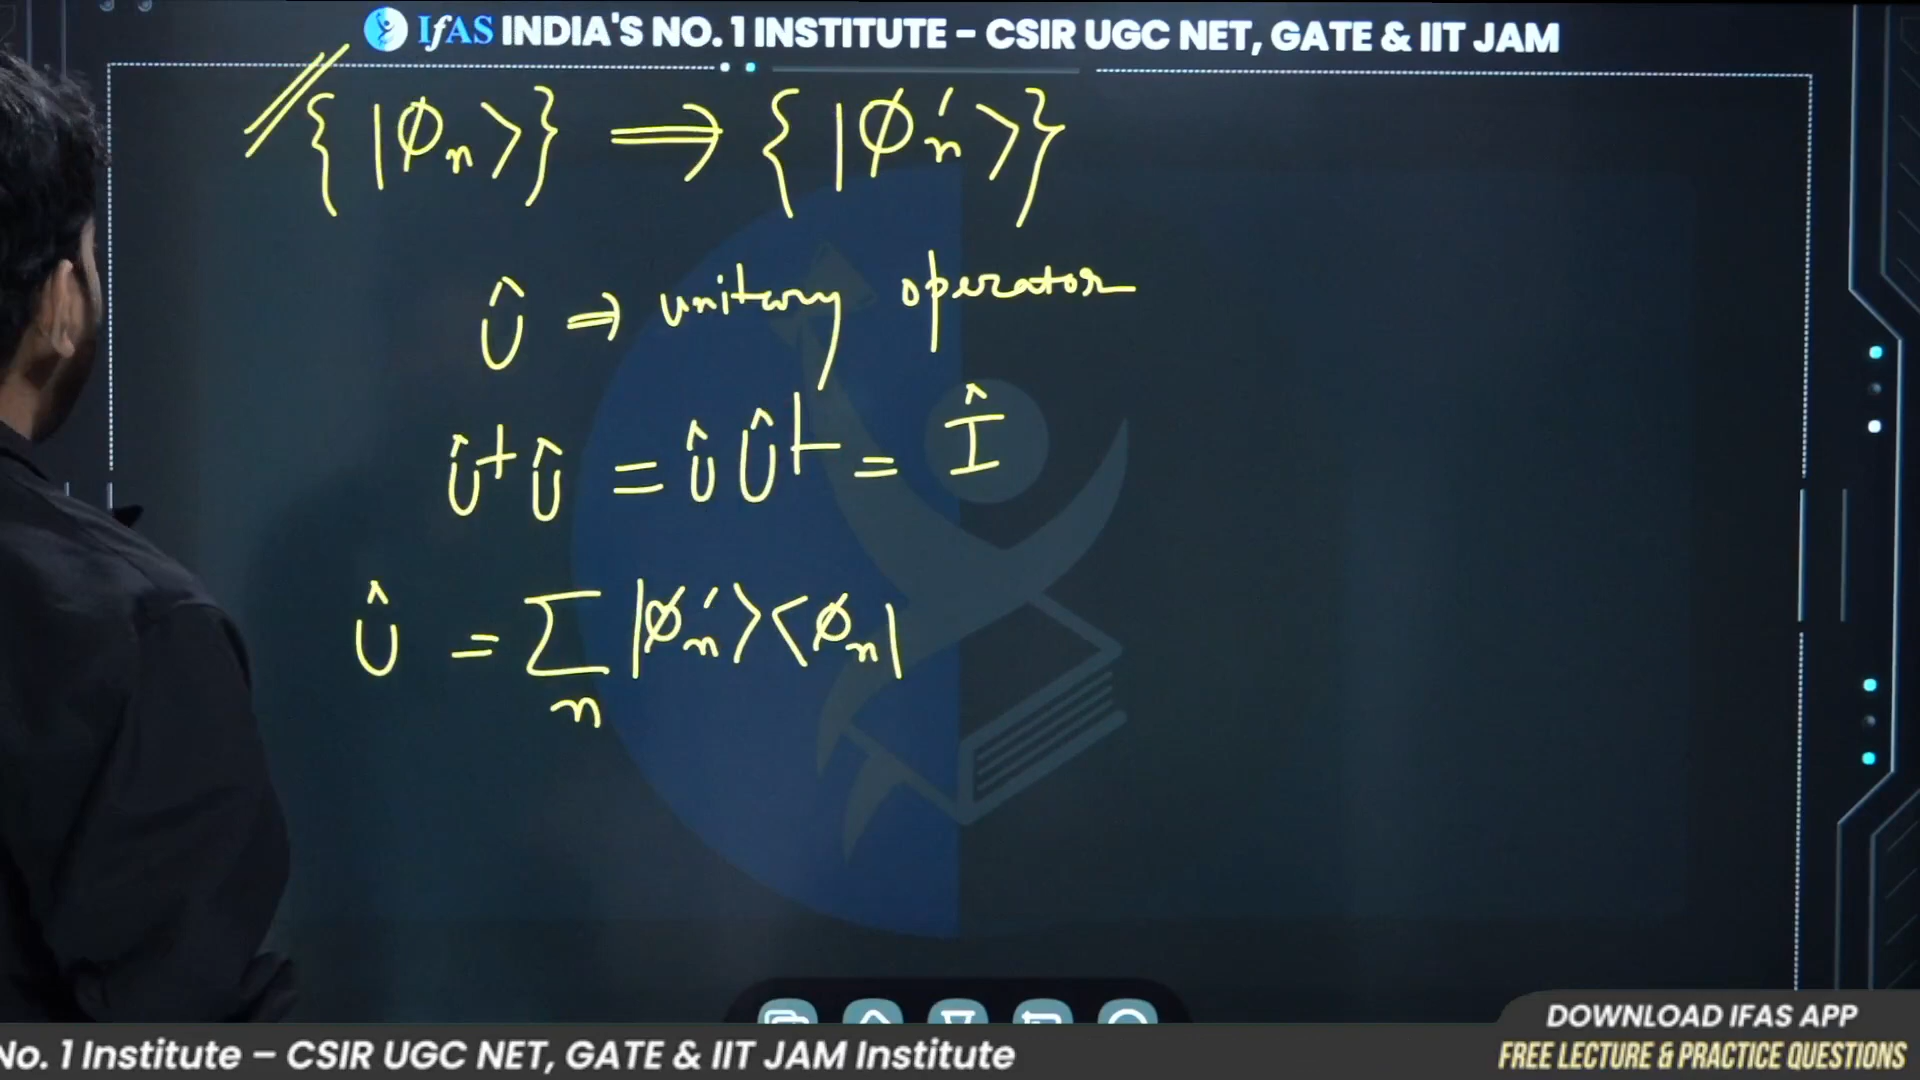 IfAS INDIA'S NO. 1 INSTITUTE – CSIR UGC NET, GATE & IIT JAM
{|ϕₙ⟩} ⟹ {|ϕ'ₙ⟩}
Û ⇒ unitary operator
Û†Û = ÛÛ† = Î
Û = Σₙ |ϕ'ₙ⟩⟨ϕₙ|
DOWNLOAD IFAS APP
FREE LECTURE & PRACTICE QUESTIONS
No. 1 Institute – CSIR UGC NET, GATE & IIT JAM Institute